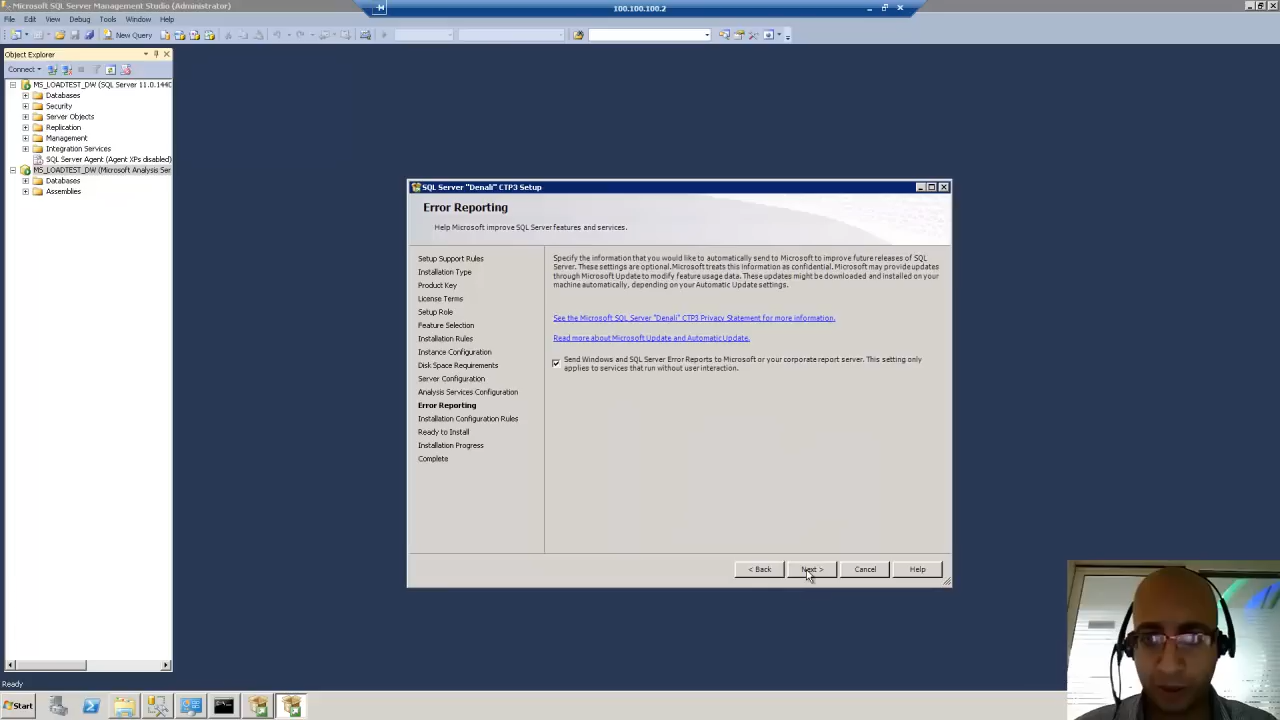 Microsoft SQL Server Management Studio (Administrator)
100.100.100.2
File Edit View Debug Tools Window Help
New Query
Object Explorer
Connect
MS_LOADTEST_DW (SQL Server 11.0.1440
Databases
Security
Server Objects
Replication
Management
Integration Services
SQL Server Agent (Agent XPs disabled)
MS_LOADTEST_DW (Microsoft Analysis Ser
Databases
Assemblies
SQL Server "Denali" CTP3 Setup
Error Reporting
Help Microsoft improve SQL Server features and services.
Setup Support Rules
Installation Type
Product Key
License Terms
Setup Role
Feature Selection
Installation Rules
Instance Configuration
Disk Space Requirements
Server Configuration
Analysis Services Configuration
Error Reporting
Installation Configuration Rules
Ready to Install
Installation Progress
Complete
Specify the information that you would like to automatically send to Microsoft to improve future releases of SQL
Server. These settings are optional.Microsoft treats this information as confidential. Microsoft may provide updates
through Microsoft Update to modify feature usage data. These updates might be downloaded and installed on your
machine automatically, depending on your Automatic Update settings.
See the Microsoft SQL Server "Denali" CTP3 Privacy Statement for more information.
Read more about Microsoft Update and Automatic Update.
Send Windows and SQL Server Error Reports to Microsoft or your corporate report server. This setting only
applies to services that run without user interaction.
< Back Next > Cancel Help
Ready
Start